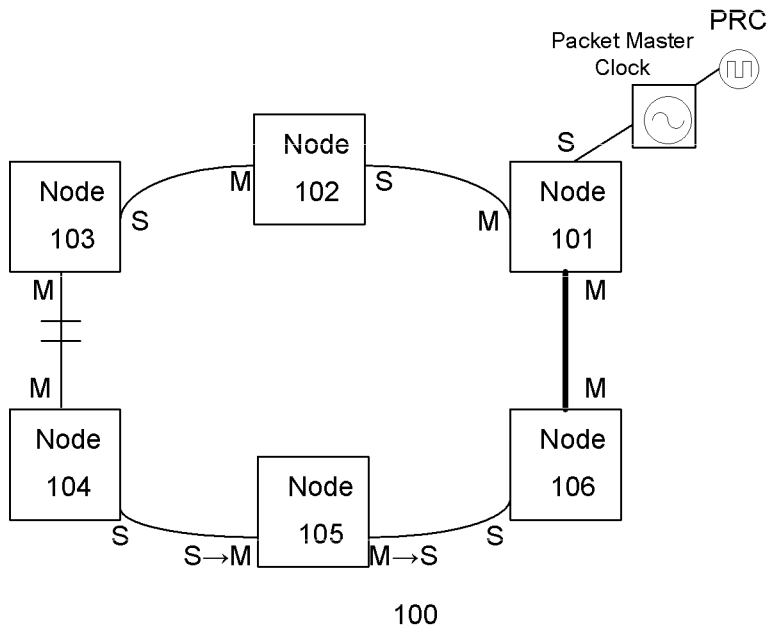 PRC
Packet Master
Clock
S
Node
102
M
S
Node
103
S
Node
101
M
M
M
M
M
Node
104
S
Node
105
S→M
M→S
Node
106
S
100